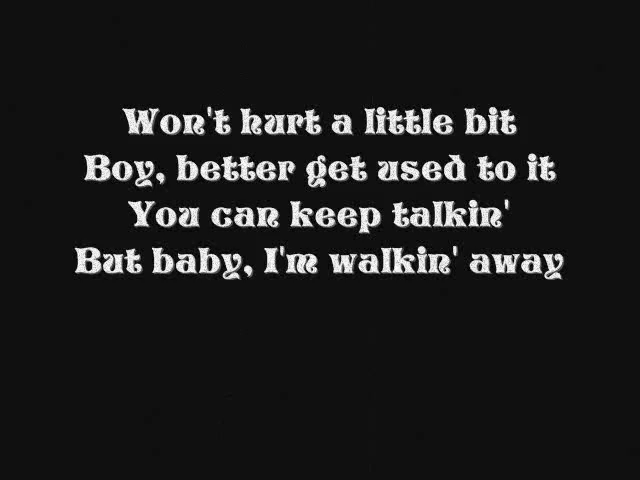 Won't hurt a little bit
Boy, better get used to it
You can keep talkin'
But baby, I'm walkin' away